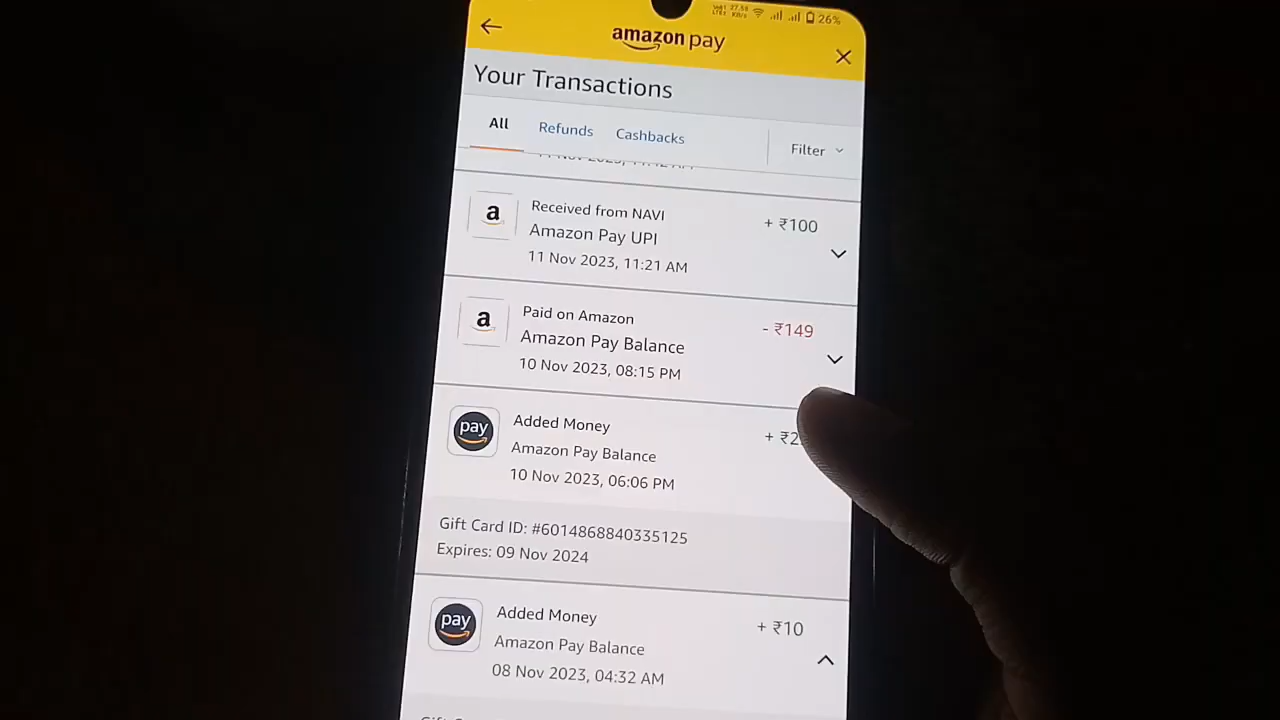 26%
amazon pay
Your Transactions
All Refunds Cashbacks Filter
Received from NAVI
+ ₹100
Amazon Pay UPI
11 Nov 2023, 11:21 AM
Paid on Amazon
- ₹149
Amazon Pay Balance
10 Nov 2023, 08:15 PM
Added Money
+ ₹2
Amazon Pay Balance
10 Nov 2023, 06:06 PM
Gift Card ID: #6014868840335125
Expires: 09 Nov 2024
Added Money
+ ₹10
Amazon Pay Balance
08 Nov 2023, 04:32 AM